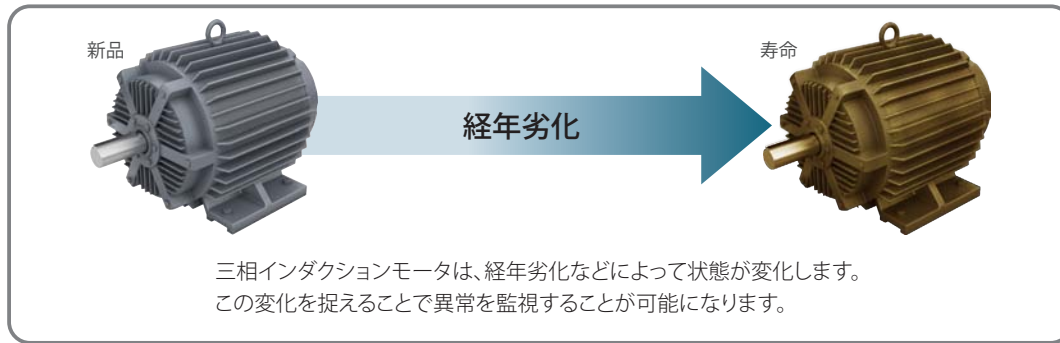 新品
寿命
経年劣化
三相インダクションモータは、経年劣化などによって状態が変化します。
この変化を捉えることで異常を監視することが可能になります。